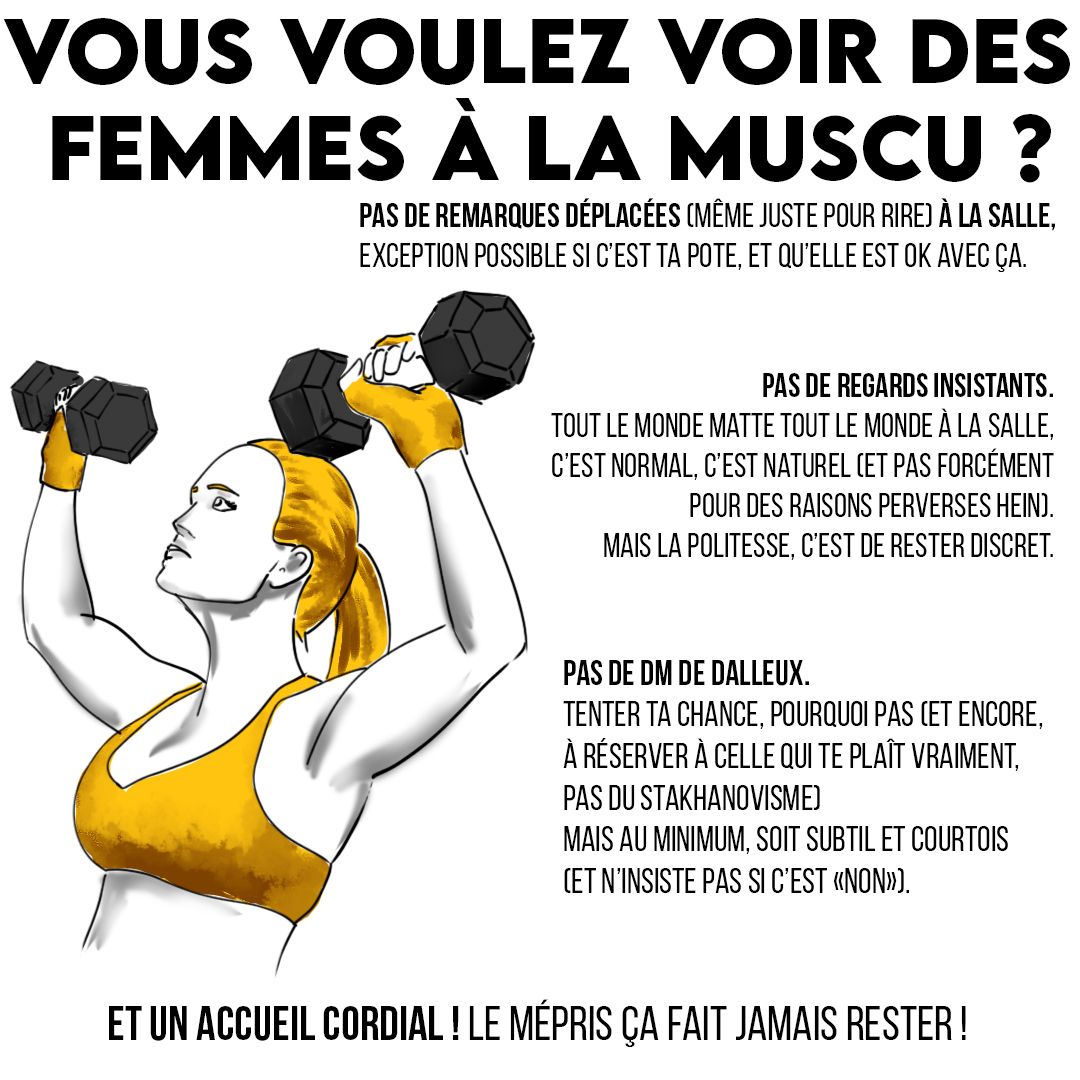 VOUS VOULEZ VOIR DES
FEMMES À LA MUSCU ?
PAS DE REMARQUES DÉPLACÉES (MÊME JUSTE POUR RIRE) À LA SALLE,
EXCEPTION POSSIBLE SI C'EST TA POTE, ET QU'ELLE EST OK AVEC ÇA.
PAS DE REGARDS INSISTANTS.
TOUT LE MONDE MATTE TOUT LE MONDE À LA SALLE,
C'EST NORMAL, C'EST NATUREL (ET PAS FORCÉMENT
POUR DES RAISONS PERVERSES HEIN).
MAIS LA POLITESSE, C'EST DE RESTER DISCRET.
PAS DE DM DE DALLEUX.
TENTER TA CHANCE, POURQUOI PAS (ET ENCORE,
À RÉSERVER À CELLE QUI TE PLAÎT VRAIMENT,
PAS DU STAKHANOVISME)
MAIS AU MINIMUM, SOIT SUBTIL ET COURTOIS
(ET N'INSISTE PAS SI C'EST «NON»).
ET UN ACCUEIL CORDIAL ! LE MÉPRIS ÇA FAIT JAMAIS RESTER !